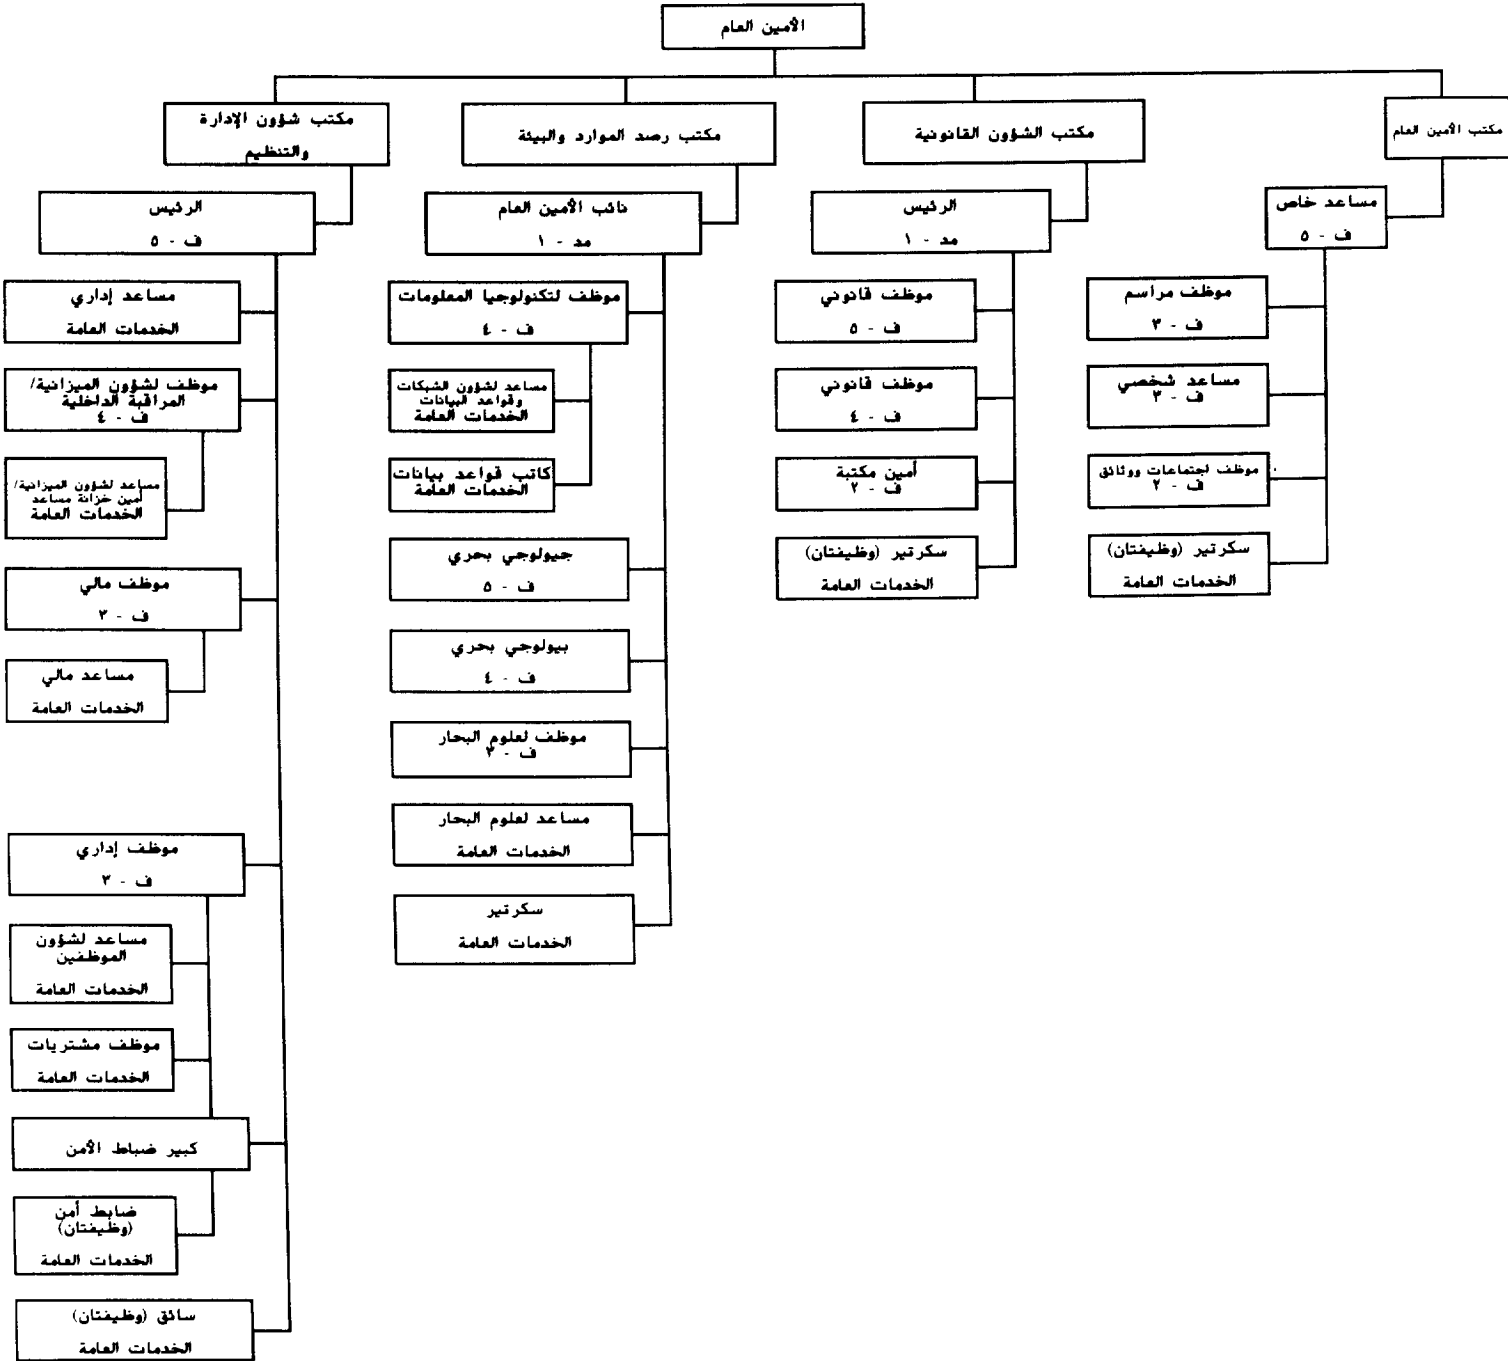 الأمين العام
مكتب الأمين العام
مساعد خاص
ف - ٥
موظف مراسم
ف - ٣
مساعد شخصي
ف - ٣
موظف اجتماعات ووثائق
ف - ٢
سكرتير (وظيفتان)
الخدمات العامة
مكتب الشؤون القانونية
الرئيس
مد - ١
موظف قانوني
ف - ٥
موظف قانوني
ف - ٤
أمين مكتبة
ف - ٢
سكرتير (وظيفتان)
الخدمات العامة
مكتب رصد الموارد والبيئة
نائب الأمين العام
مد - ١
موظف لتكنولوجيا المعلومات
ف - ٤
مساعد لشؤون الشبكات
وقواعد البيانات
الخدمات العامة
كاتب قواعد بيانات
الخدمات العامة
جيولوجي بحري
ف - ٥
بيولوجي بحري
ف - ٤
موظف لعلوم البحار
ف - ٣
مساعد لعلوم البحار
الخدمات العامة
سكرتير
الخدمات العامة
مكتب شؤون الإدارة
والتنظيم
الرئيس
ف - ٥
مساعد إداري
الخدمات العامة
موظف لشؤون الميزانية/
المراقبة الداخلية
ف - ٤
مساعد لشؤون الميزانية/
أمين خزانة مساعد
الخدمات العامة
موظف مالي
ف - ٣
مساعد مالي
الخدمات العامة
موظف إداري
ف - ٣
مساعد لشؤون
الموظفين
الخدمات العامة
موظف مشتريات
الخدمات العامة
كبير ضباط الأمن
ضابط أمن
(وظيفتان)
الخدمات العامة
سائق (وظيفتان)
الخدمات العامة